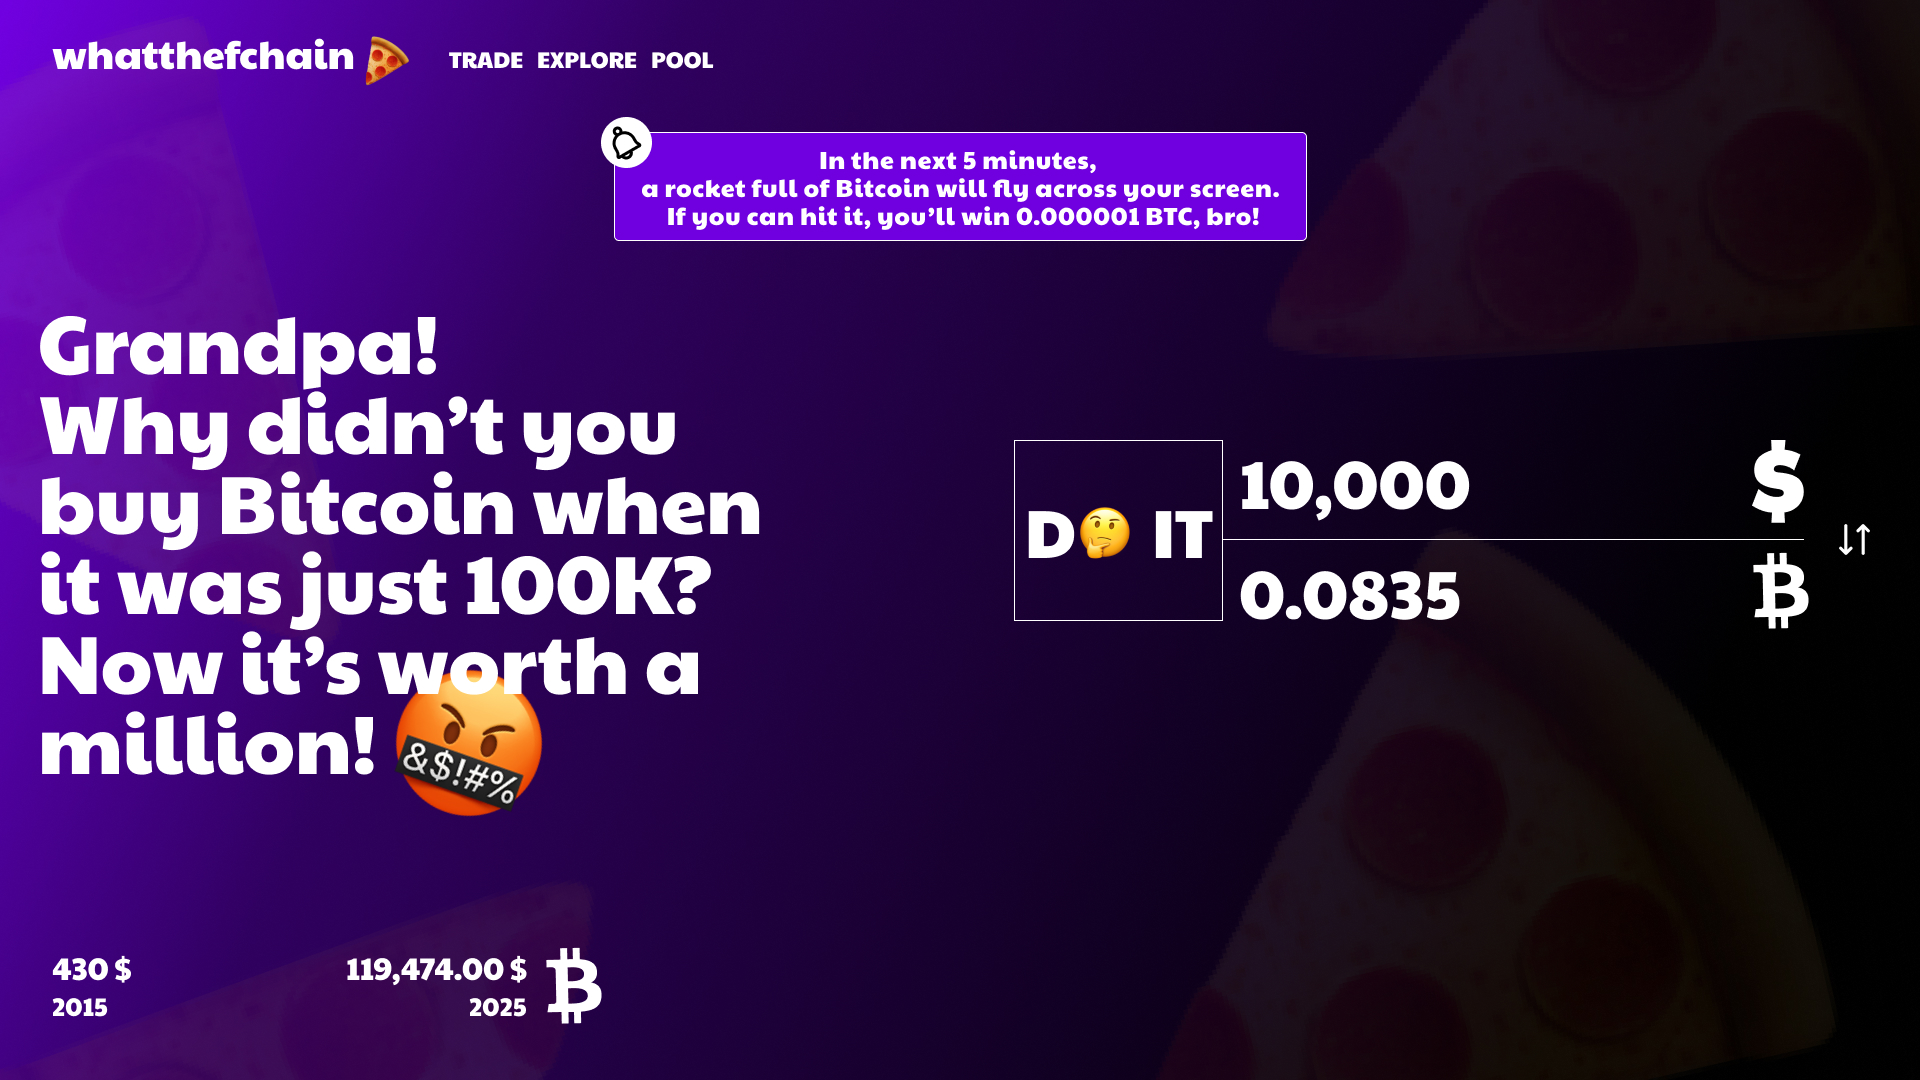 whatthefchain
TRADE EXPLORE POOL
In the next 5 minutes,
a rocket full of Bitcoin will fly across your screen.
If you can hit it, you’ll win 0.000001 BTC, bro!
Grandpa!
Why didn’t you
buy Bitcoin when
it was just 100K?
Now it’s worth a
million! 🤬
&$!#%
D🤔 IT
10,000 $
0.0835 ₿
430 $
2015
119,474.00 $ ₿
2025